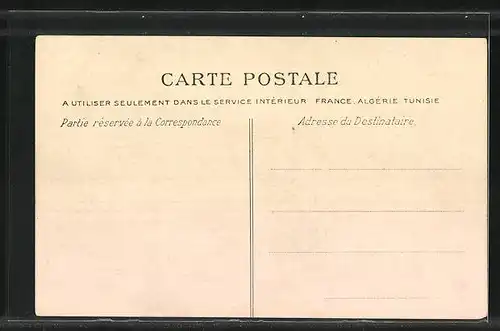 CARTE POSTALE
A UTILISER SEULEMENT DANS LE SERVICE INTÉRIEUR FRANCE, ALGÉRIE TUNISIE
Partie réservée à la Correspondance
Adresse du Destinataire.